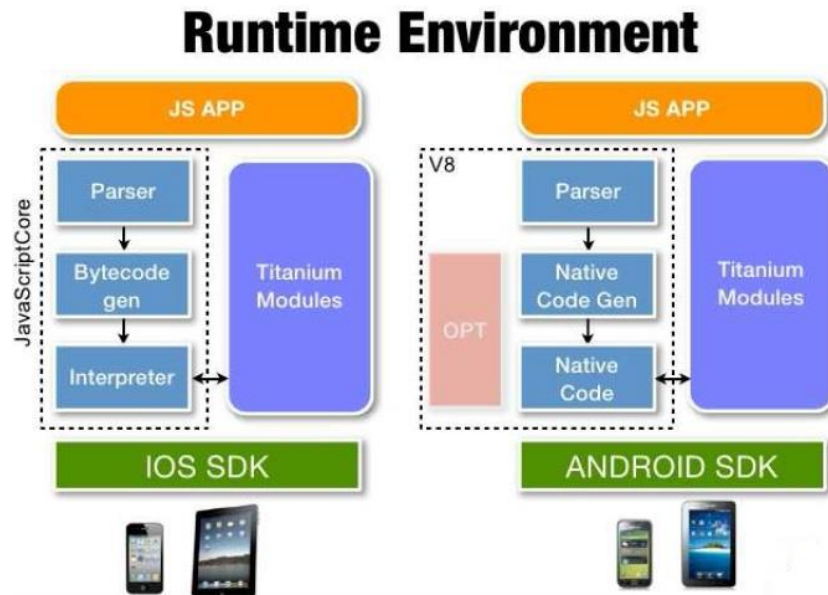 Runtime Environment
JS APP
JavaScriptCore
Parser
Bytecode
gen
Interpreter
Titanium
Modules
IOS SDK
JS APP
V8
Parser
OPT
Native
Code Gen
Native
Code
Titanium
Modules
ANDROID SDK